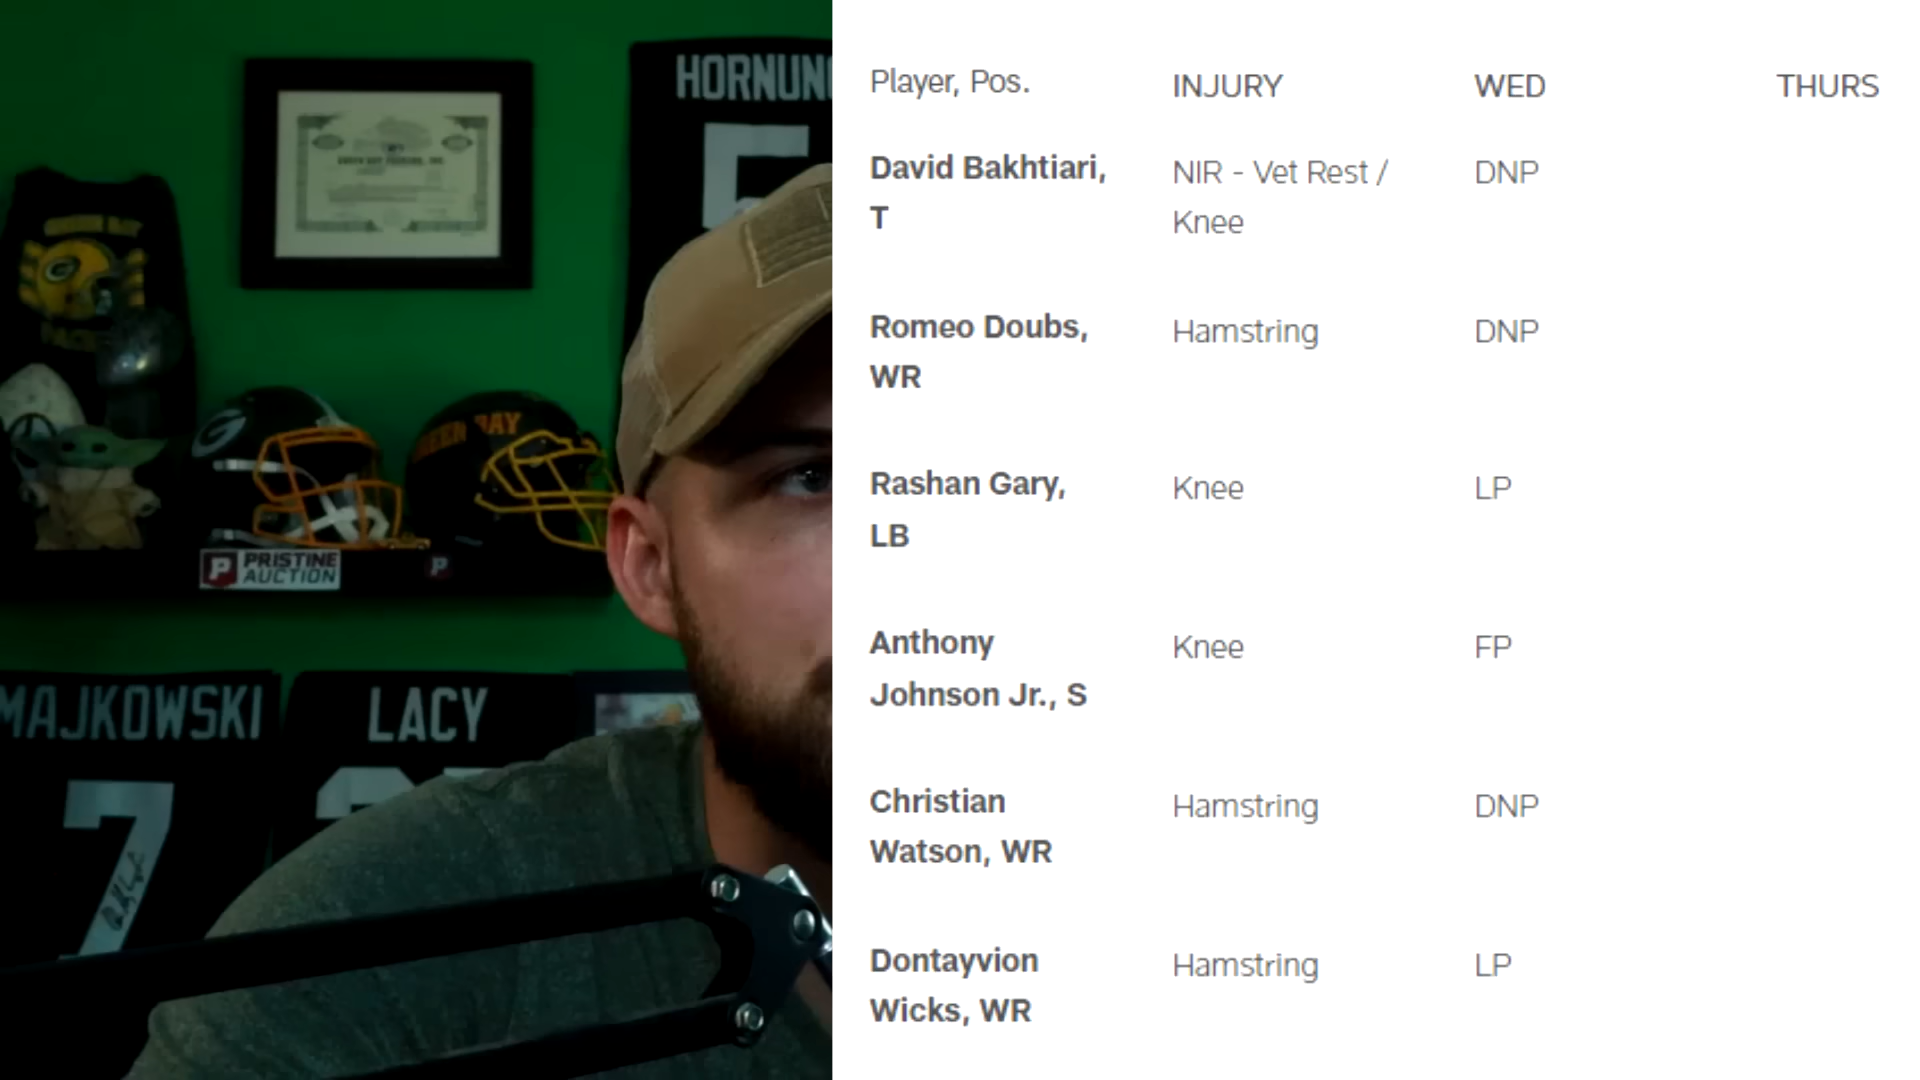 HORNUN
GREEN BAY
PRISTINE
AUCTION
MAJKOWSKI
7
LACY
Player, Pos.
INJURY
WED
THURS
David Bakhtiari,
T
NIR - Vet Rest /
Knee
DNP
Romeo Doubs,
WR
Hamstring
DNP
Rashan Gary,
LB
Knee
LP
Anthony
Johnson Jr., S
Knee
FP
Christian
Watson, WR
Hamstring
DNP
Dontayvion
Wicks, WR
Hamstring
LP